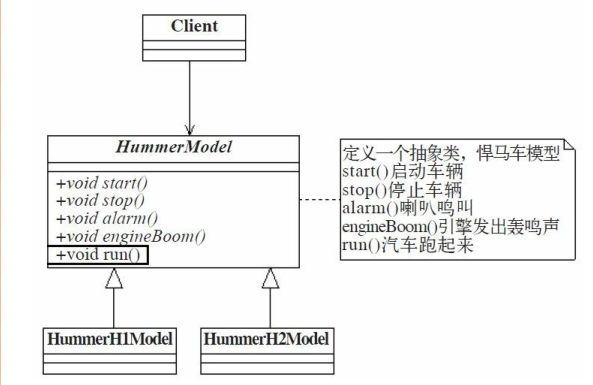 Client
HummerModel
+void start()
+void stop()
+void alarm()
+void engineBoom()
+void run()
定义一个抽象类，悍马车模型
start()启动车辆
stop()停止车辆
alarm()喇叭鸣叫
engineBoom()引擎发出轰鸣声
run()汽车跑起来
HummerH1Model
HummerH2Model